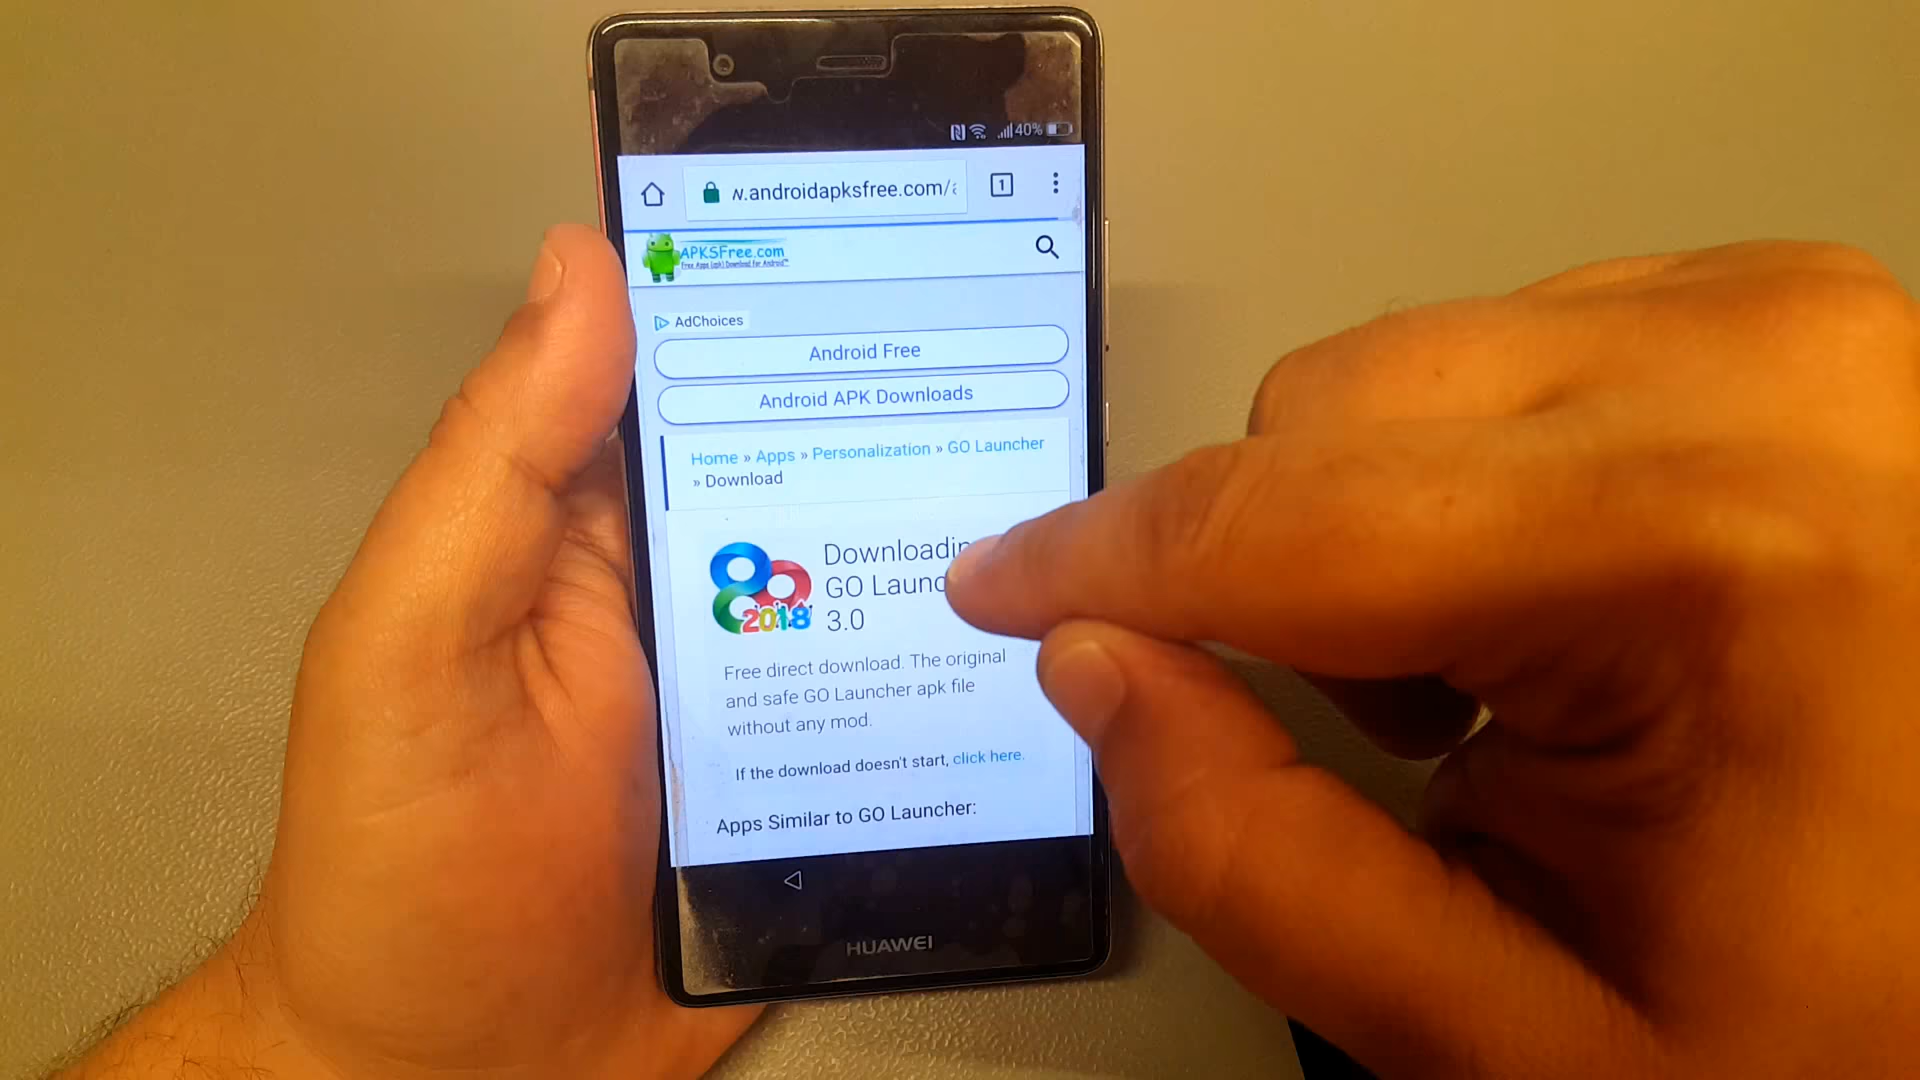 40%
.androidapksfree.com/
1
APKSFree.com
Free Apps (apk) Download for Android™
AdChoices
Android Free
Android APK Downloads
Home » Apps » Personalization » GO Launcher
» Download
Downloadin
GO Launc
3.0
2018
Free direct download. The original
and safe GO Launcher apk file
without any mod.
If the download doesn't start, click here.
Apps Similar to GO Launcher:
HUAWEI